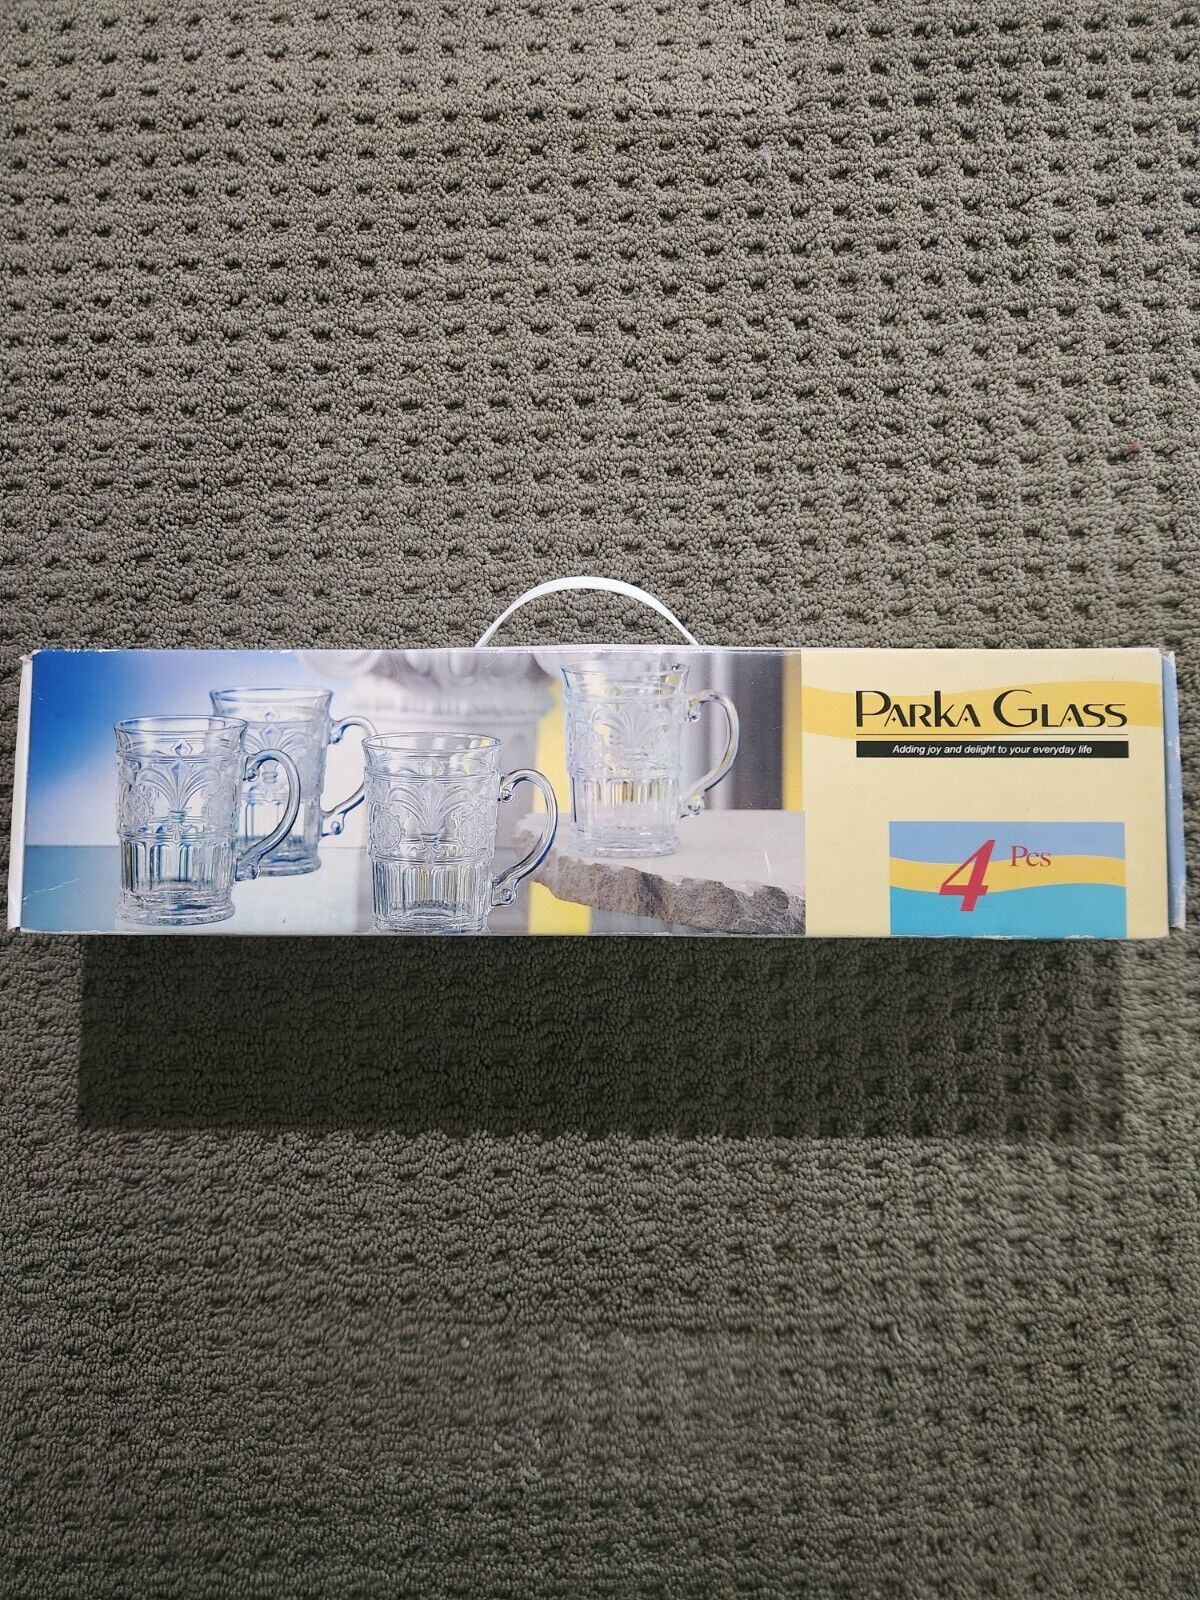 PARKA GLASS
Adding joy and delight to your everyday life
4 Pcs